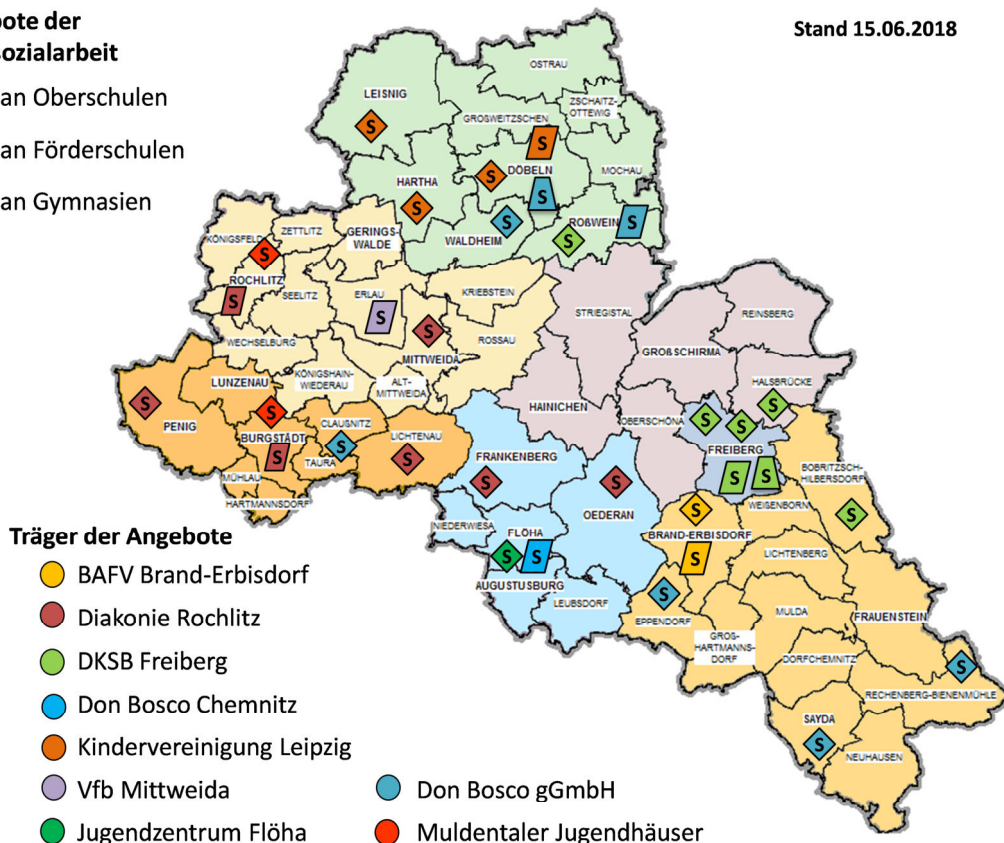 bote der
sozialarbeit
Stand 15.06.2018
an Oberschulen
an Förderschulen
an Gymnasien
OSTRAU
LEISNIG
S
ZSCHAITZ-
OTTEWIG
GROßWEITZSCHEN
S
S
DÖBELN
MOCHAU
HARTHA
S
S
S
S
ROßWEIN
S
WALDHEIM
S
KÖNIGSFELD
ZETTLITZ
GERINGS-
WALDE
S
ROCHLITZ
S
SEELITZ
ERLAU
S
KRIEBSTEIN
S
MITTWEIDA
ROSSAU
STRIEGISTAL
REINSBERG
WECHSELBURG
GROßSCHIRMA
LUNZENAU
KÖNIGSHAIN-
WIEDERAU
ALT-
MITTWEIDA
HALSBRÜCKE
S
PENIG
S
BURGSTÄDT
S
CLAUßNITZ
S
TAURA
LICHTENAU
S
HAINICHEN
OBERSCHÖNA
S
S
S
FREIBERG
S
S
MÜHLAU
HARTMANNSDORF
FRANKENBERG
S
S
OEDERAN
BOBRITZSCH-
HILBERSDORF
S
WEIßENBORN
S
BRAND-ERBISDORF
S
NIEDERWIESA
FLÖHA
S
S
AUGUSTUSBURG
LEUBSDORF
LICHTENBERG
S
EPPENDORF
MULDA
FRAUENSTEIN
GROß-
HARTMANNS-
DORF
DORFCHEMNITZ
S
RECHENBERG-BIENENMÜHLE
SAYDA
S
NEUHAUSEN
Träger der Angebote
BAFV Brand-Erbisdorf
Diakonie Rochlitz
DKSB Freiberg
Don Bosco Chemnitz
Kindervereinigung Leipzig
Vfb Mittweida
Don Bosco gGmbH
Jugendzentrum Flöha
Muldentaler Jugendhäuser